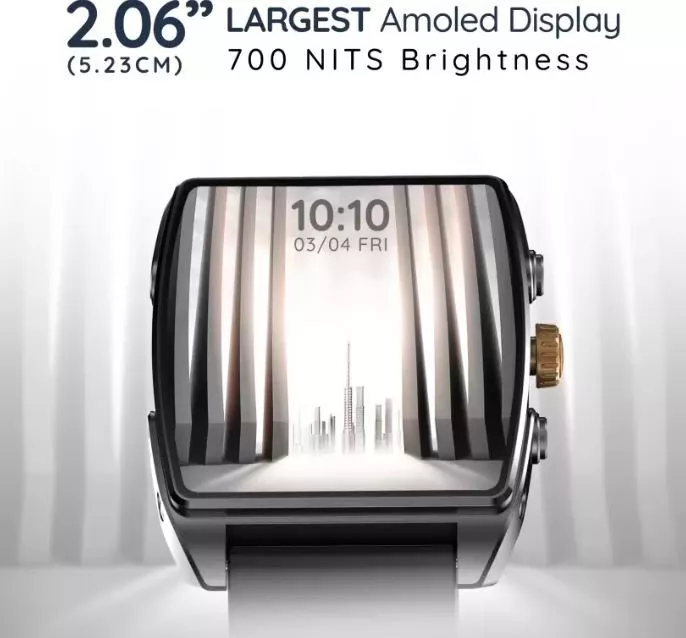 2.06” LARGEST Amoled Display
(5.23CM) 700 NITS Brightness
10:10
03/04 FRI